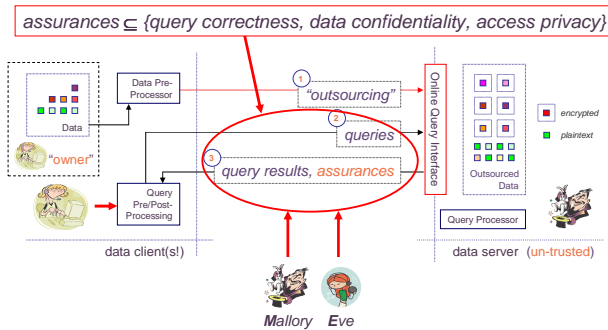 assurances ⊆ {query correctness, data confidentiality, access privacy}
Data Pre-
Processor
1
"outsourcing"
Online Query Interface
Data
encrypted
plaintext
2
queries
"owner"
3
query results, assurances
Outsourced
Data
Query
Pre/Post-
Processing
Query Processor
data client(s!)
data server (un-trusted)
Mallory
Eve